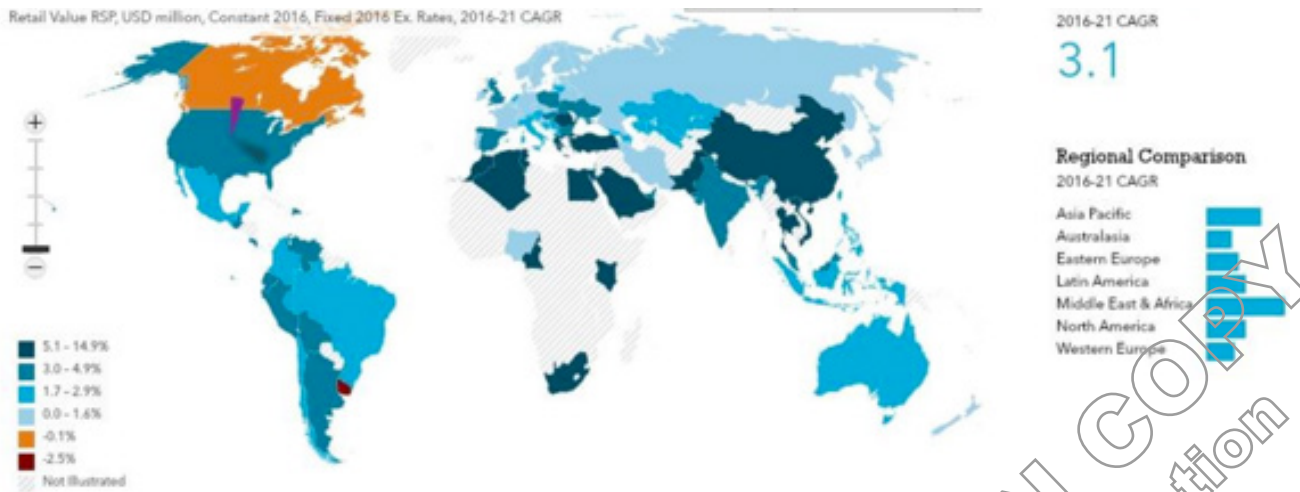 Retail Value RSP, USD million, Constant 2016, Fixed 2016 Ex. Rates, 2016-21 CAGR
+
−
5.1 - 14.9%
3.0 - 4.9%
1.7 - 2.9%
0.0 - 1.6%
-0.1%
-2.5%
Not Illustrated
2016-21 CAGR
3.1
Regional Comparison
2016-21 CAGR
Asia Pacific
Australasia
Eastern Europe
Latin America
Middle East & Africa
North America
Western Europe
COPY
tion